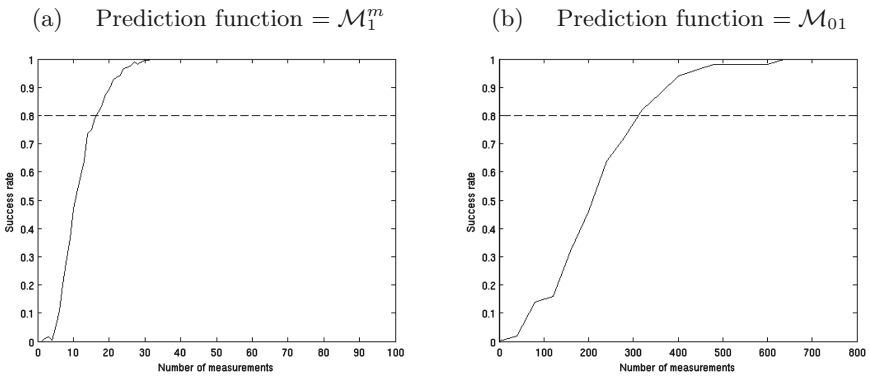 (a) Prediction function = $\mathcal{M}_1^m$
1
0.9
0.8
0.7
0.6
0.5
0.4
0.3
0.2
0.1
0
Success rate
0 10 20 30 40 50 60 70 80 90 100
Number of measurements
(b) Prediction function = $\mathcal{M}_{01}$
1
0.9
0.8
0.7
0.6
0.5
0.4
0.3
0.2
0.1
0
Success rate
0 100 200 300 400 500 600 700 800
Number of measurements